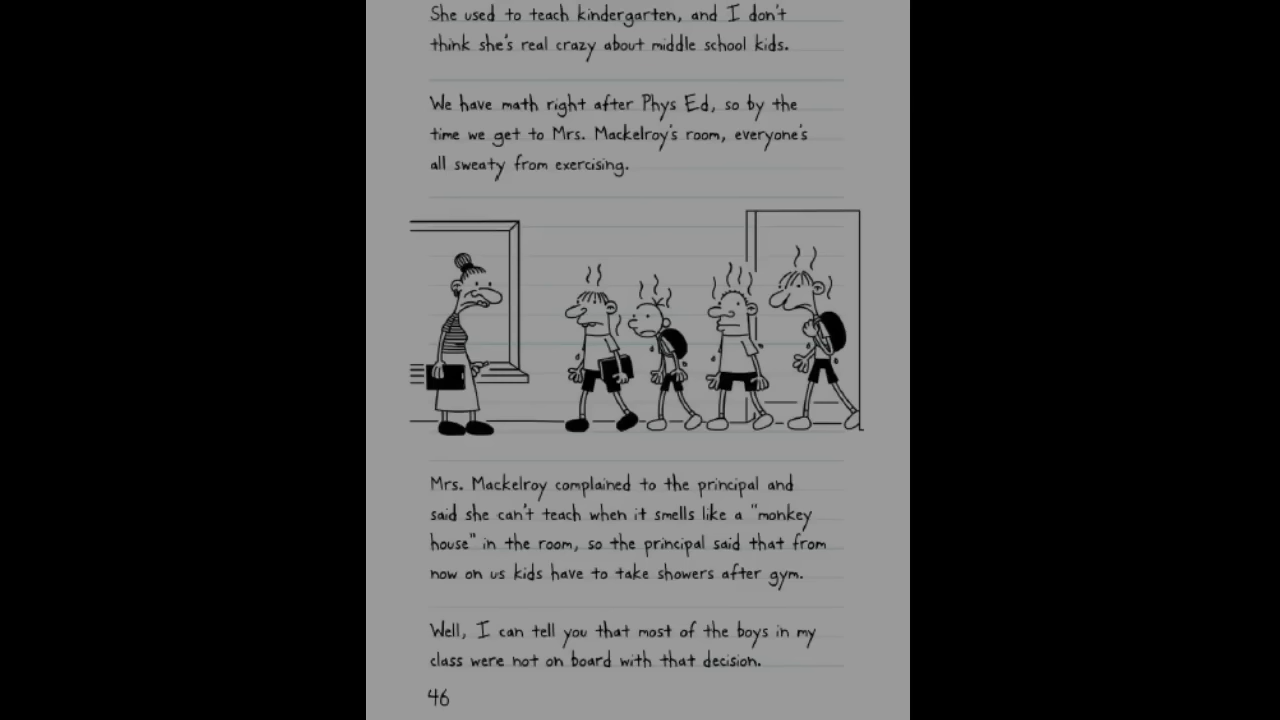 She used to teach kindergarten, and I don't
think she's real crazy about middle school kids.
We have math right after Phys Ed, so by the
time we get to Mrs. Mackelroy's room, everyone's
all sweaty from exercising.
Mrs. Mackelroy complained to the principal and
said she can't teach when it smells like a "monkey
house" in the room, so the principal said that from
now on us kids have to take showers after gym.
Well, I can tell you that most of the boys in my
class were not on board with that decision.
46